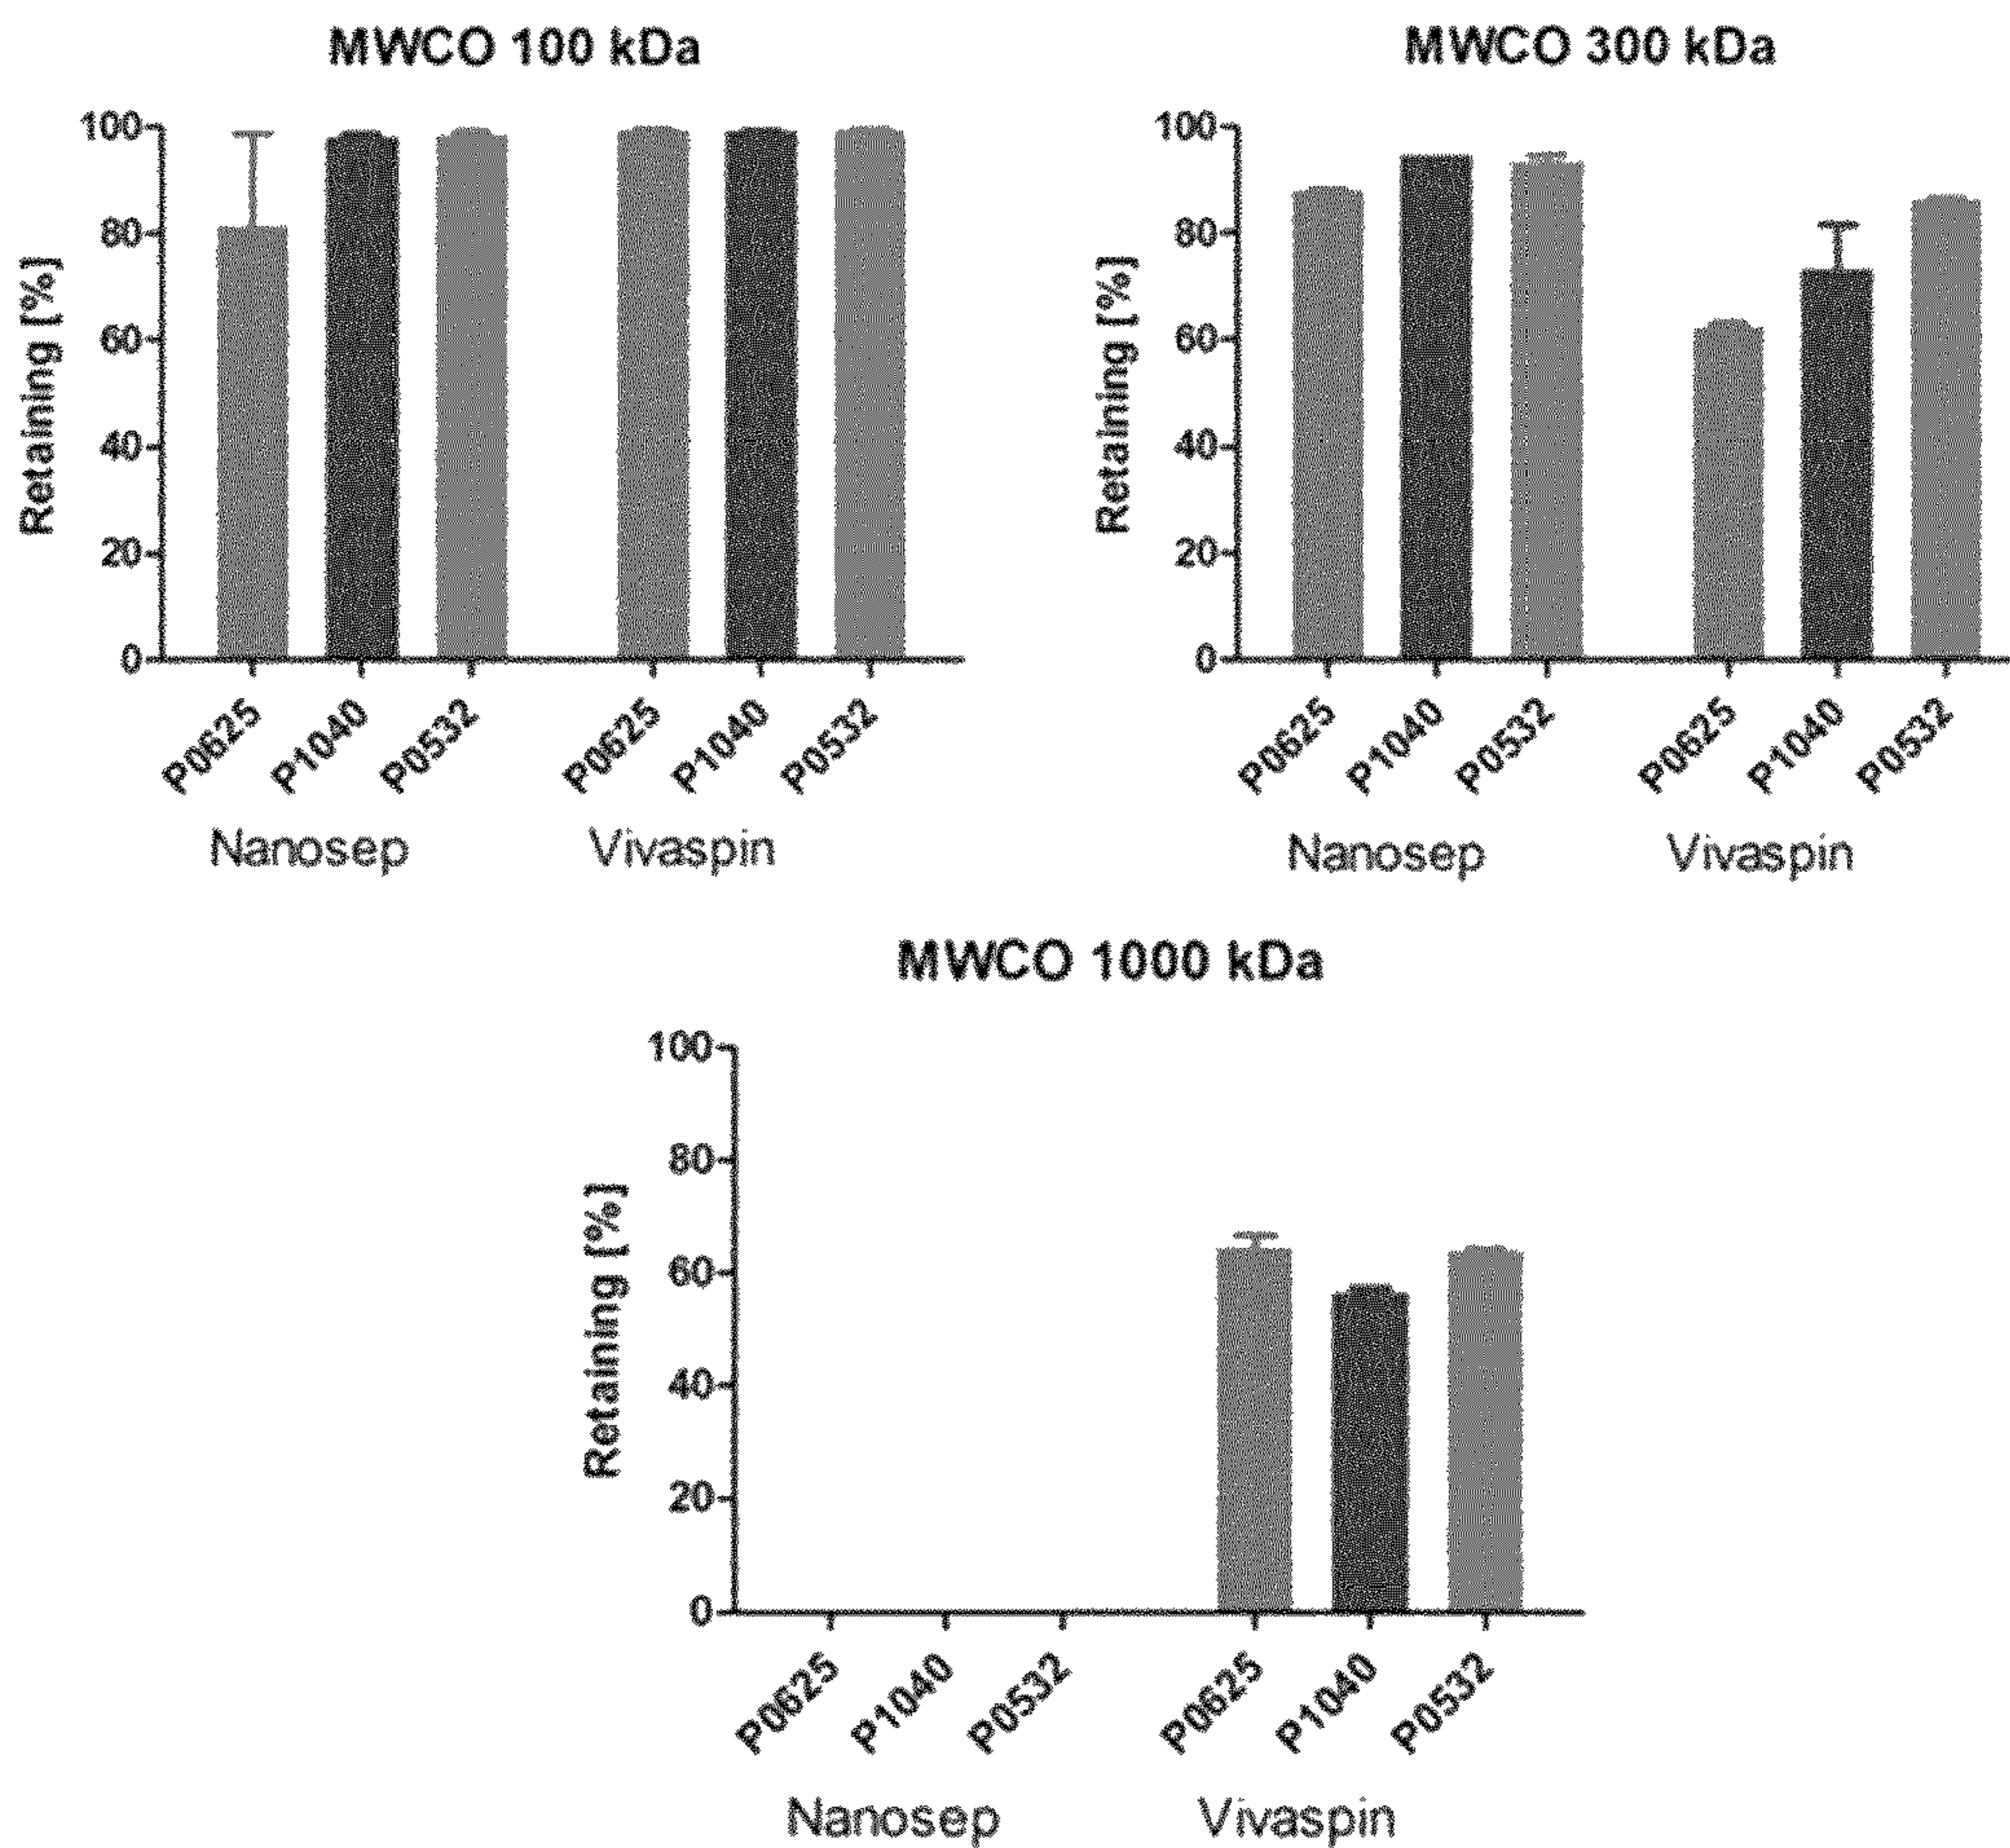 MWCO 100 kDa
Retaining [%]
100
80
60
40
20
0
P0625 P1040 P0532 P0625 P1040 P0532
Nanosep Vivaspin
MWCO 300 kDa
Retaining [%]
100
80
60
40
20
0
P0625 P1040 P0532 P0625 P1040 P0532
Nanosep Vivaspin
MWCO 1000 kDa
Retaining [%]
100
80
60
40
20
0
P0625 P1040 P0532 P0625 P1040 P0532
Nanosep Vivaspin